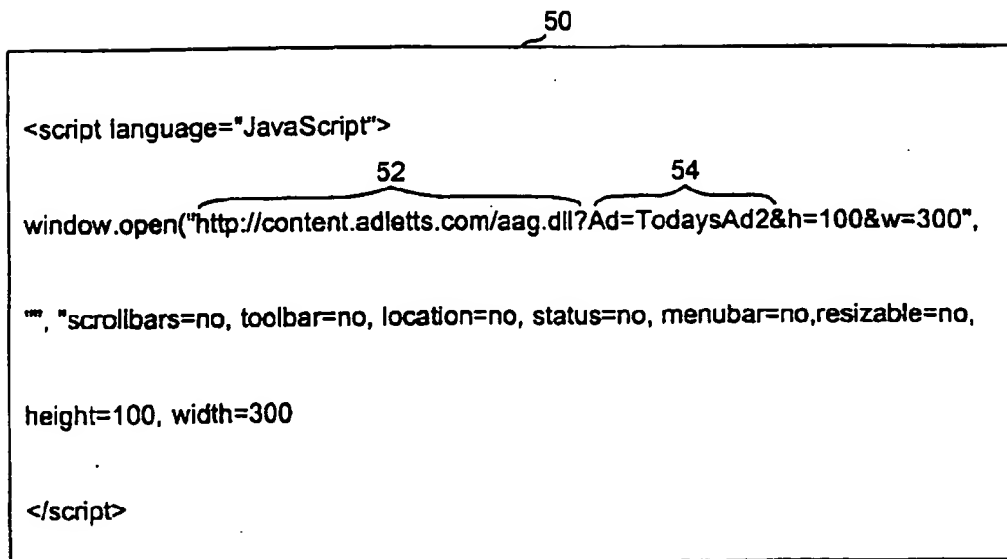 50
<script language="JavaScript">
52 54
window.open("http://content.adletts.com/aag.dll?Ad=TodaysAd2&h=100&w=300",
"", "scrollbars=no, toolbar=no, location=no, status=no, menubar=no,resizable=no,
height=100, width=300
</script>